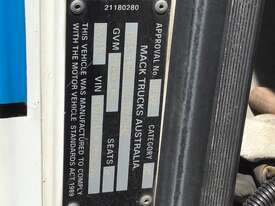 21180280
MACK TRUCKS AUSTRALIA
APPROVAL No. CATEGORY
GVM SEATS
VIN
THIS VEHICLE WAS MANUFACTURED TO COMPLY
WITH THE MOTOR VEHICLE STANDARDS ACT 1989